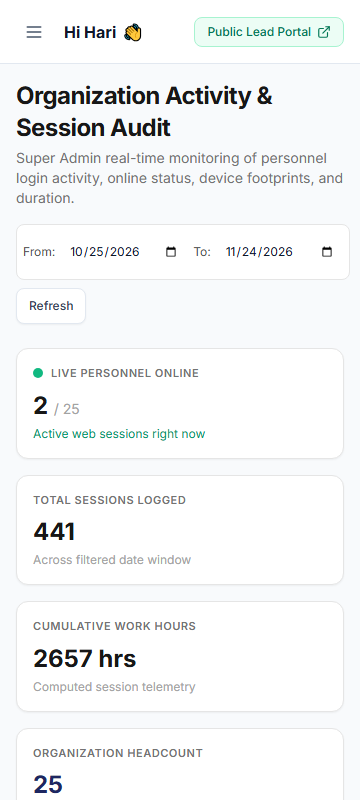 Hi Hari 👏
Public Lead Portal
Organization Activity &
Session Audit
Super Admin real-time monitoring of personnel
login activity, online status, device footprints, and
duration.
From: 10/25/2026 To: 11/24/2026
Refresh
LIVE PERSONNEL ONLINE
2 / 25
Active web sessions right now
TOTAL SESSIONS LOGGED
441
Across filtered date window
CUMULATIVE WORK HOURS
2657 hrs
Computed session telemetry
ORGANIZATION HEADCOUNT
25